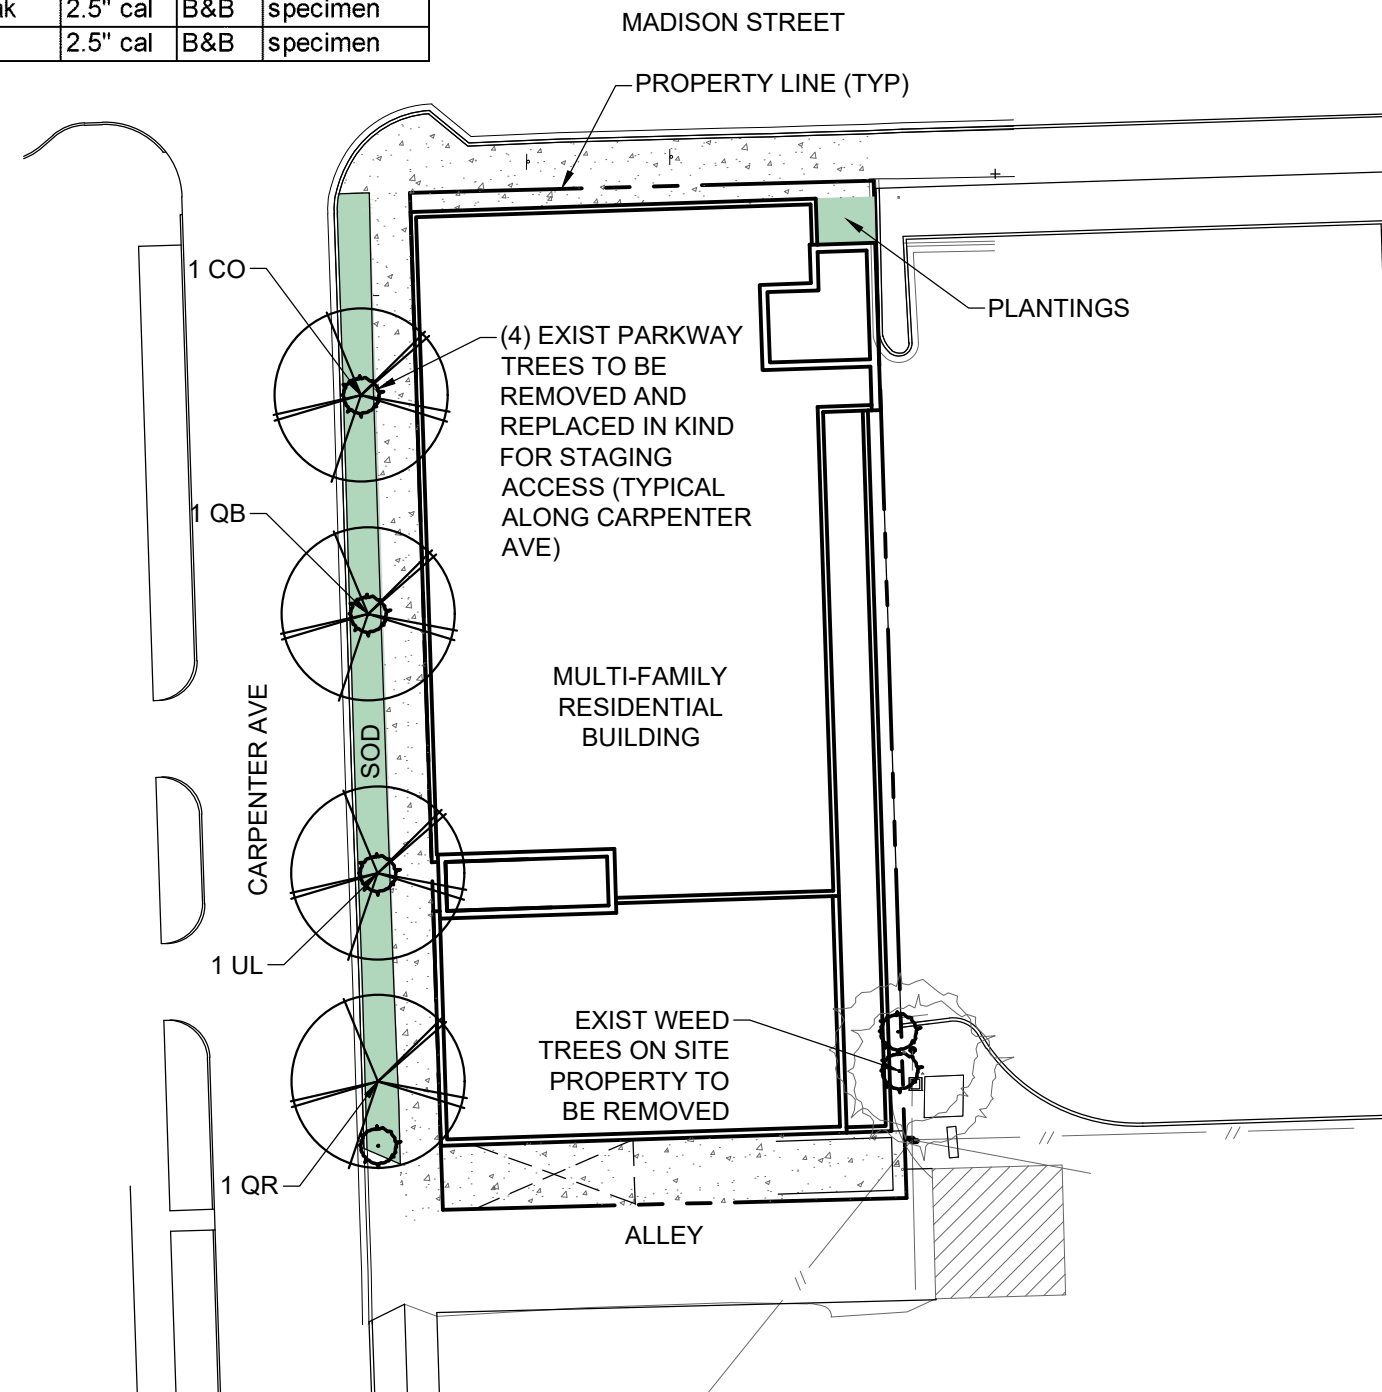 2.5" cal B&B specimen
2.5" cal B&B specimen
MADISON STREET
PROPERTY LINE (TYP)
1 CO
PLANTINGS
(4) EXIST PARKWAY
TREES TO BE
REMOVED AND
REPLACED IN KIND
FOR STAGING
ACCESS (TYPICAL
ALONG CARPENTER
AVE)
1 QB
MULTI-FAMILY
RESIDENTIAL
BUILDING
CARPENTER AVE
SOD
1 UL
EXIST WEED
TREES ON SITE
PROPERTY TO
BE REMOVED
1 QR
ALLEY